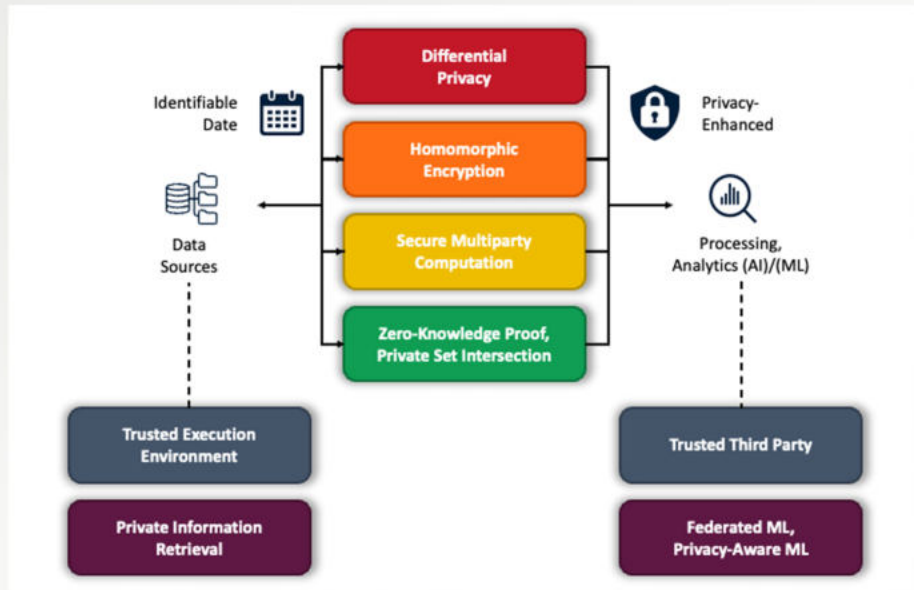 Differential
Privacy
Identifiable
Date
Privacy-
Enhanced
Homomorphic
Encryption
Data
Sources
Secure Multiparty
Computation
Processing,
Analytics (AI)/(ML)
Zero-Knowledge Proof,
Private Set Intersection
Trusted Execution
Environment
Trusted Third Party
Private Information
Retrieval
Federated ML,
Privacy-Aware ML